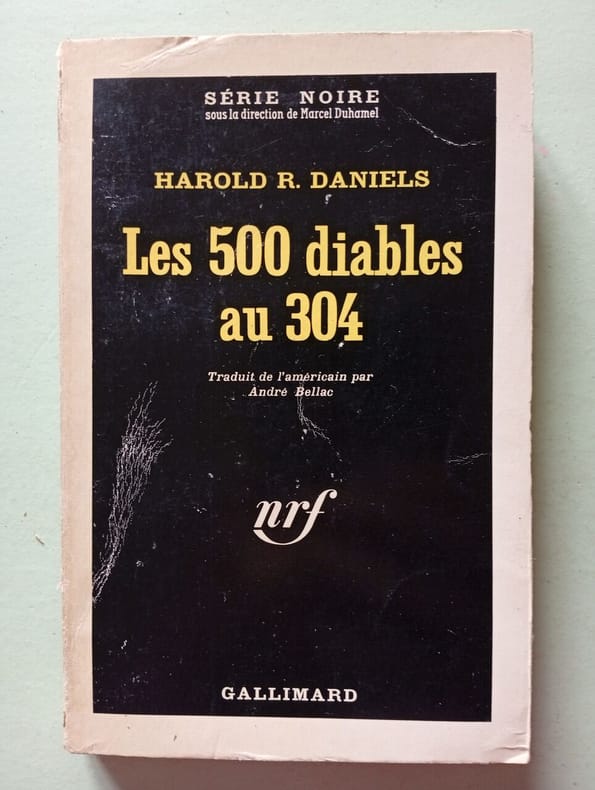 SÉRIE NOIRE
sous la direction de Marcel Duhamel
HAROLD R. DANIELS
Les 500 diables
au 304
Traduit de l'américain par
André Bellac
nrf
GALLIMARD